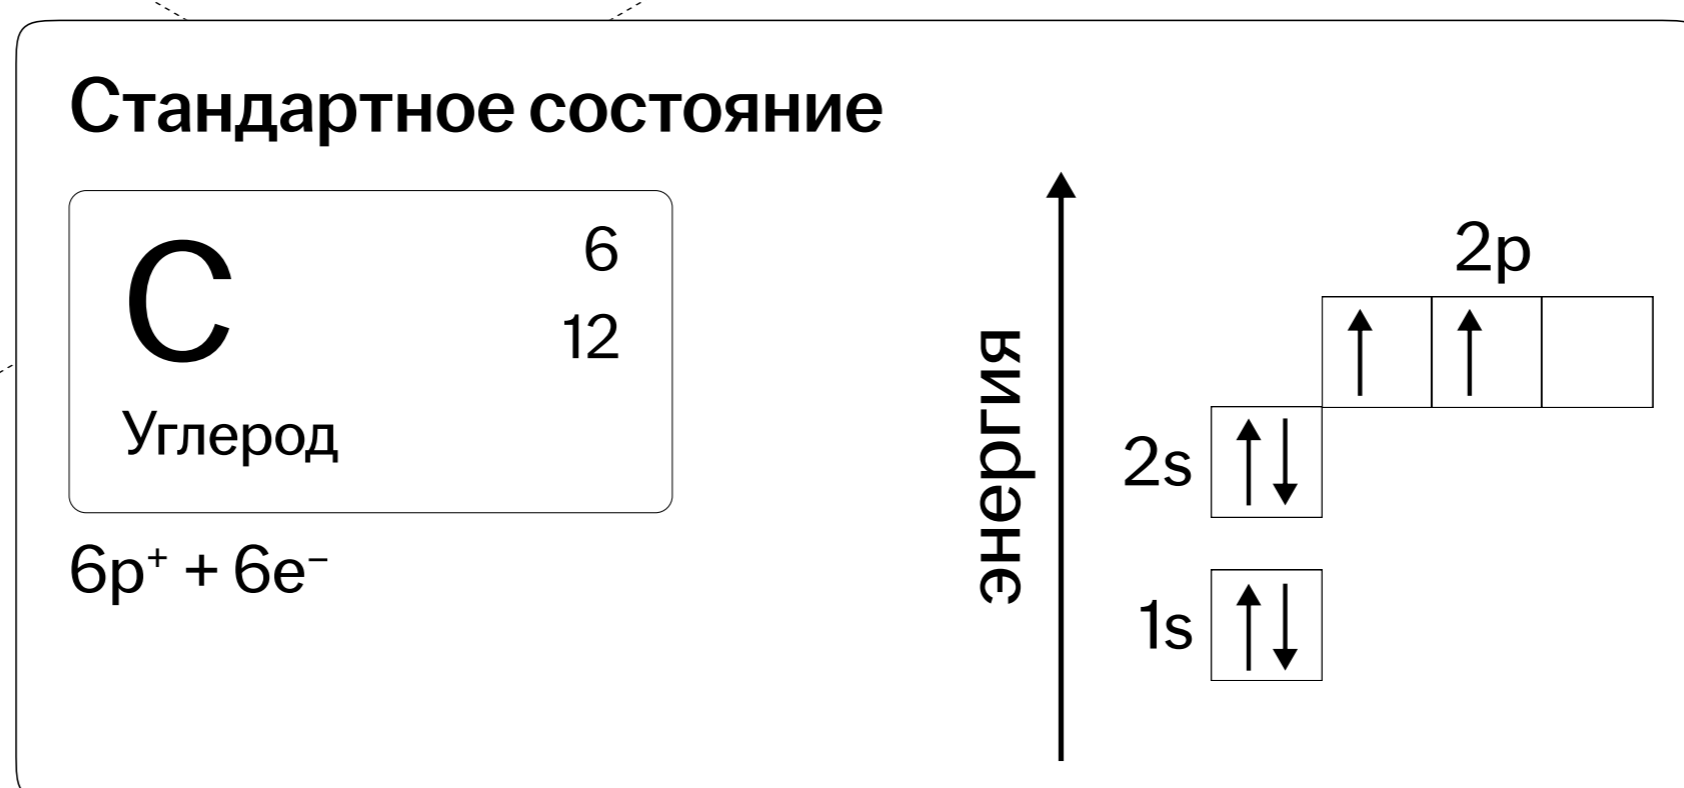 Стандартное состояние
C
6
12
Углерод
6p⁺ + 6e⁻
энергия
2p
2s
1s